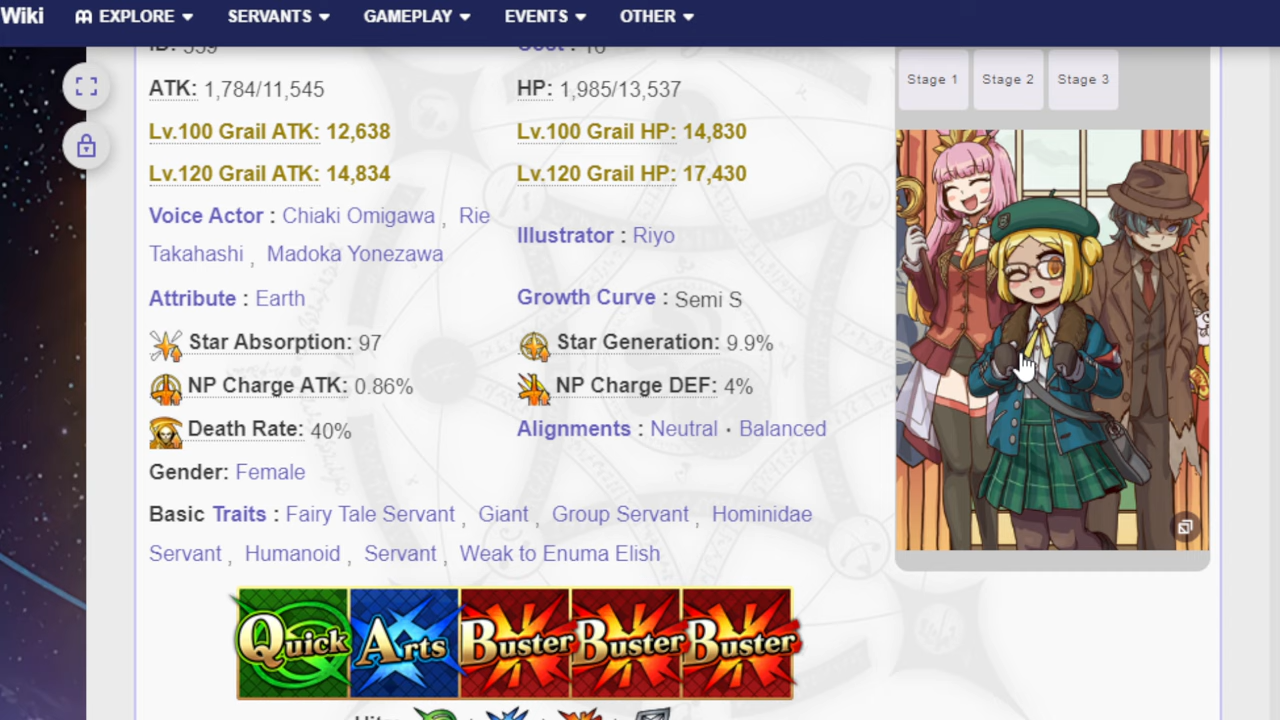 Wiki EXPLORE SERVANTS GAMEPLAY EVENTS OTHER
ID: 559 Cost : 16
Stage 1 Stage 2 Stage 3
ATK: 1,784/11,545 HP: 1,985/13,537
Lv.100 Grail ATK: 12,638 Lv.100 Grail HP: 14,830
Lv.120 Grail ATK: 14,834 Lv.120 Grail HP: 17,430
Voice Actor : Chiaki Omigawa , Rie
Takahashi , Madoka Yonezawa
Illustrator : Riyo
Attribute : Earth Growth Curve : Semi S
Star Absorption: 97 Star Generation: 9.9%
NP Charge ATK: 0.86% NP Charge DEF: 4%
Death Rate: 40% Alignments : Neutral · Balanced
Gender: Female
Basic Traits : Fairy Tale Servant , Giant , Group Servant , Hominidae
Servant , Humanoid , Servant , Weak to Enuma Elish
Quick Arts Buster Buster Buster
Hits: